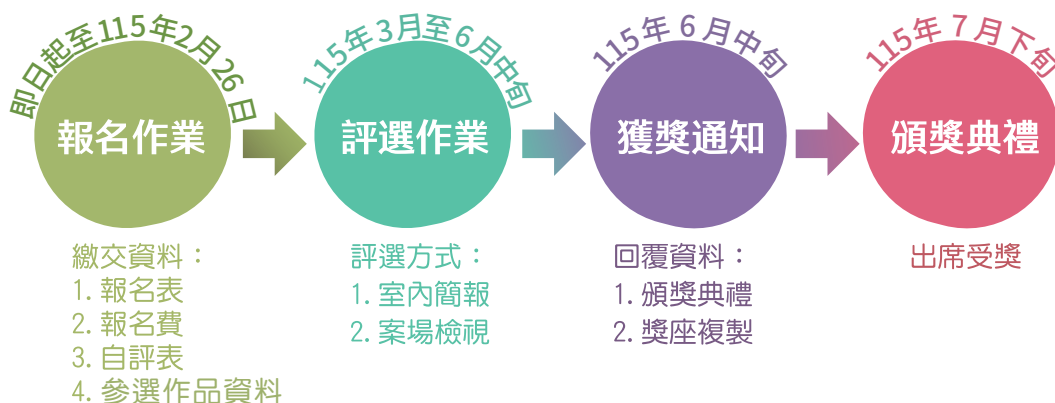 即日起至115年2月26日
報名作業
繳交資料：
1. 報名表
2. 報名費
3. 自評表
4. 參選作品資料
115年3月至6月中旬
評選作業
評選方式：
1. 室內簡報
2. 案場檢視
115年 6月中旬
獲獎通知
回覆資料：
1. 頒獎典禮
2. 獎座複製
115年 7月下旬
頒獎典禮
出席受獎